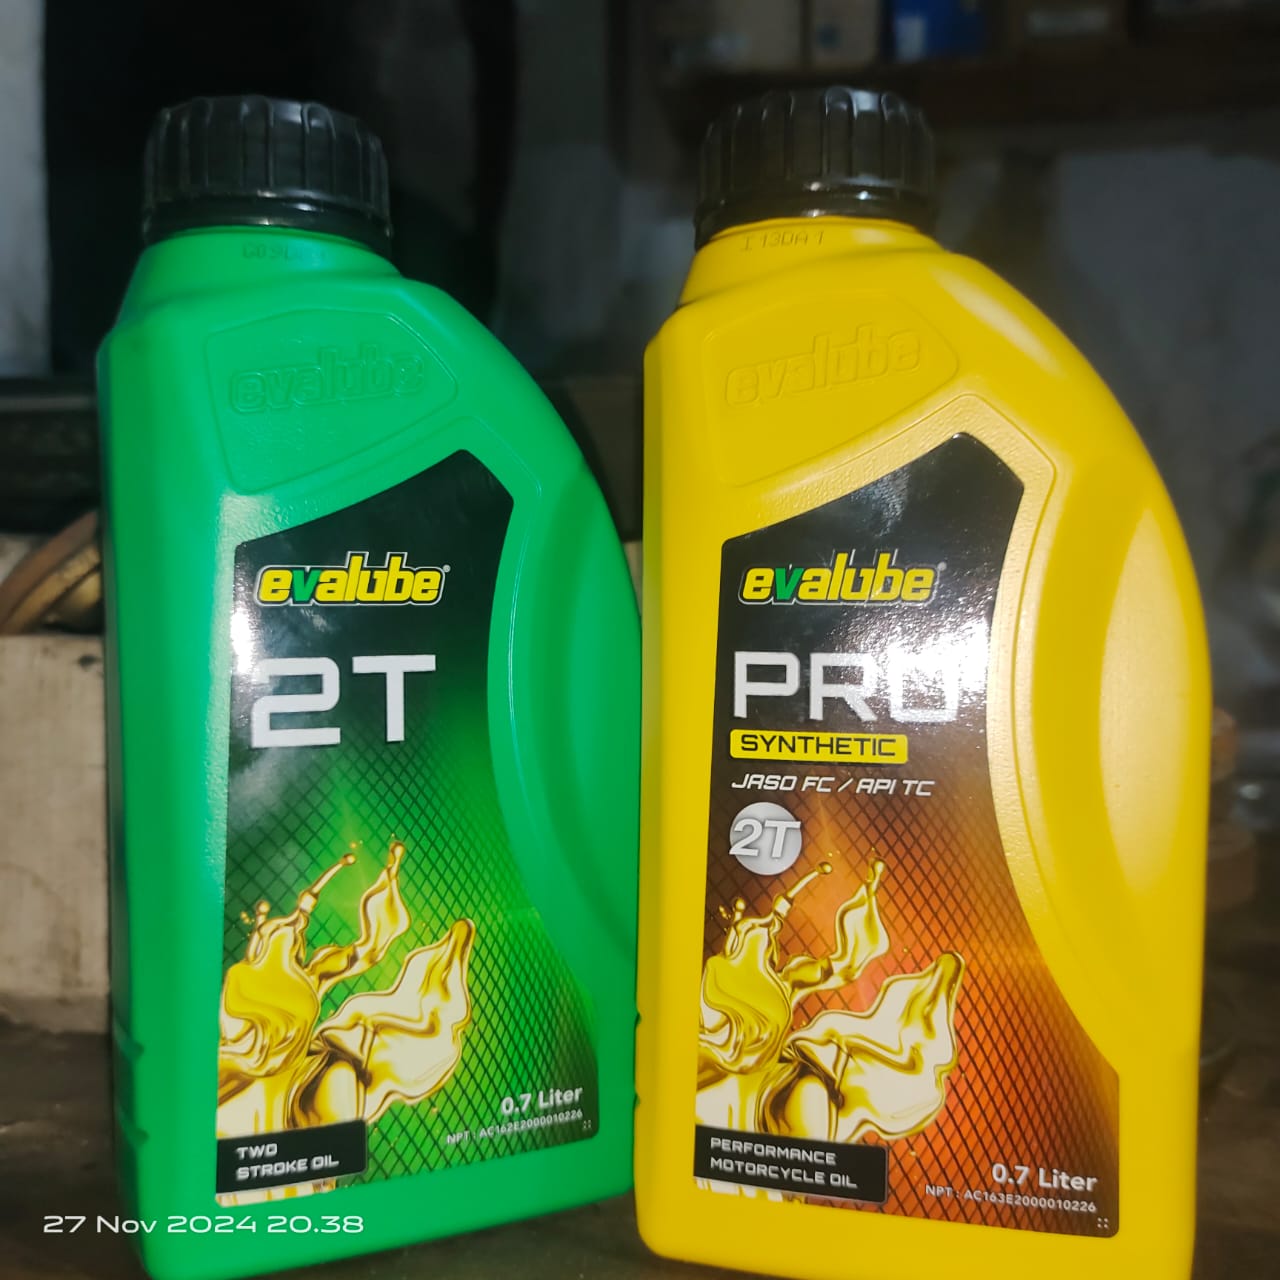 evalube
evalube®
2T
0.7 Liter
NPT : AC162E2000010226
TWO
STROKE OIL
I13DA1
evalube
evalube®
PRO
SYNTHETIC
JASO FC / API TC
2T
PERFORMANCE
MOTORCYCLE OIL
0.7 Liter
NPT : AC163E2000010226
27 Nov 2024 20.38